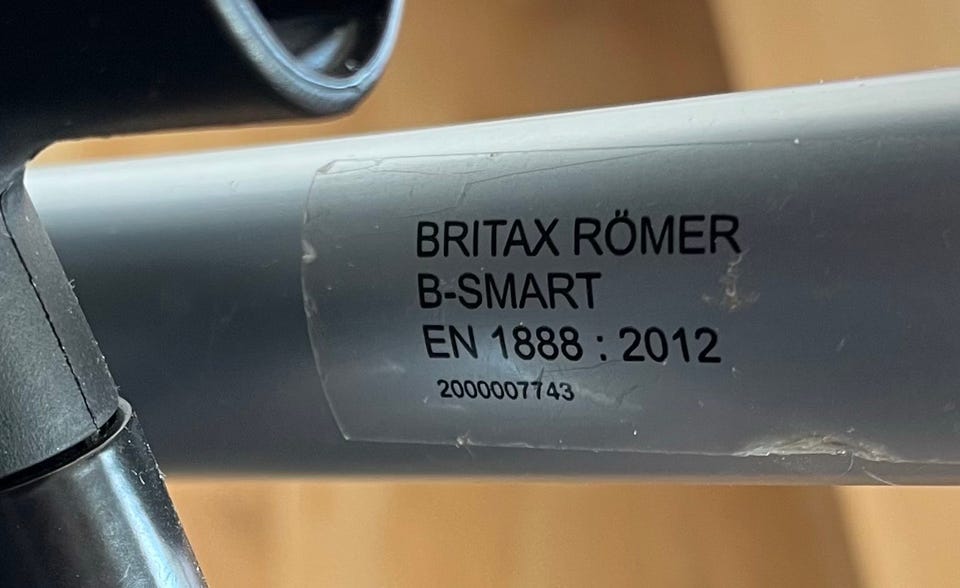 BRITAX RÖMER
B-SMART
EN 1888 : 2012
2000007743